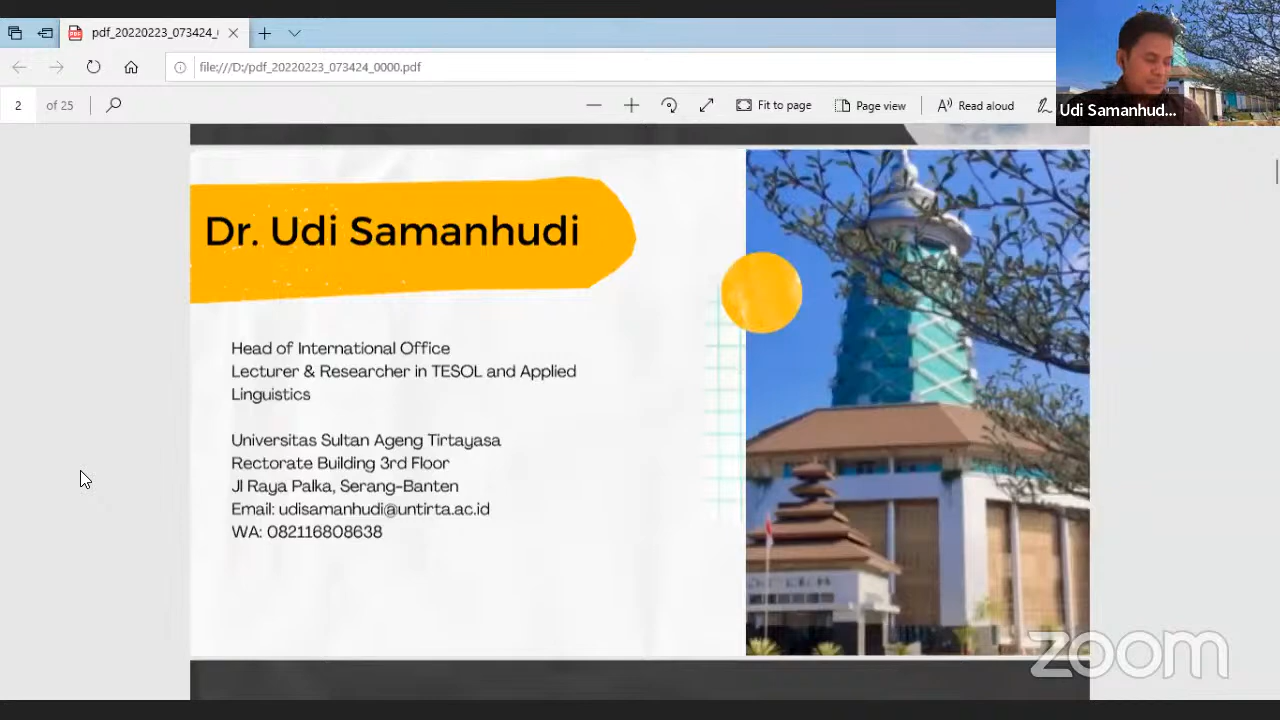 pdf_20220223_073424_
file:///D:/pdf_20220223_073424_0000.pdf
2 of 25
Fit to page
Page view
Read aloud
Udi Samanhud...
Dr. Udi Samanhudi
Head of International Office
Lecturer & Researcher in TESOL and Applied
Linguistics
Universitas Sultan Ageng Tirtayasa
Rectorate Building 3rd Floor
Jl Raya Palka, Serang-Banten
Email: udisamanhudi@untirta.ac.id
WA: 082116808638
zoom